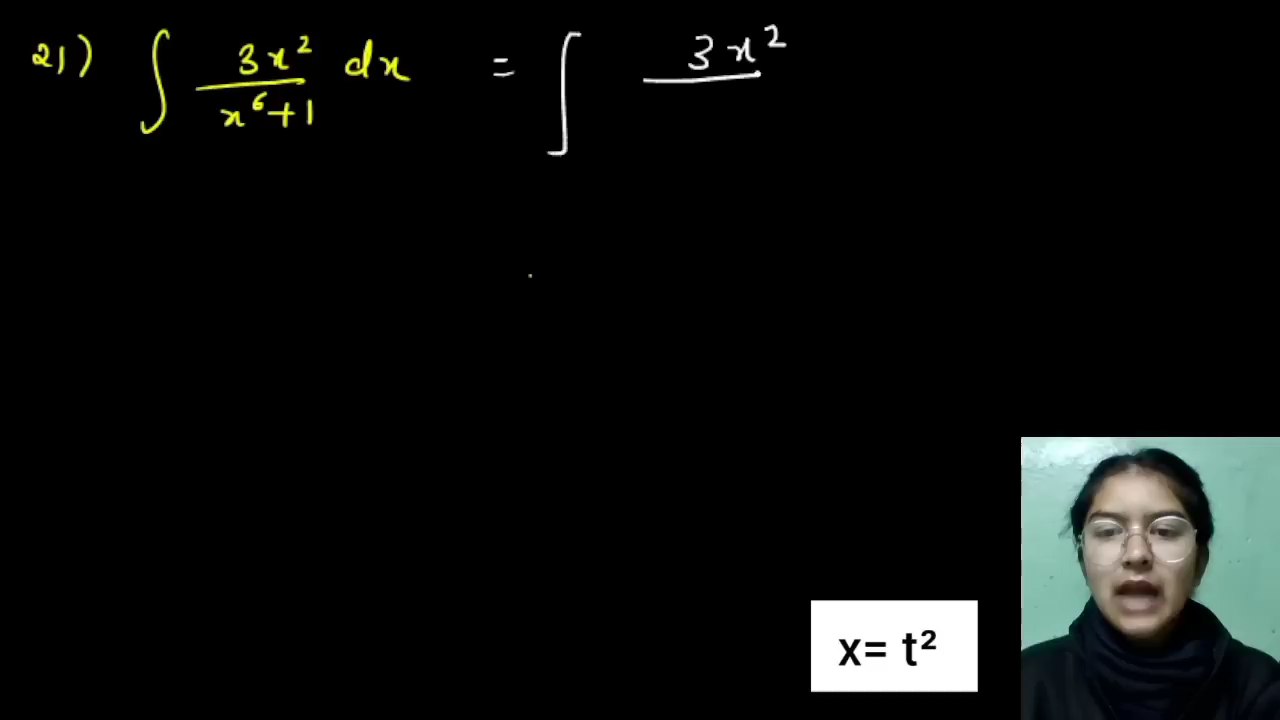 21) ∫ 3x² / x⁶+1 dx = ∫ 3x²
x= t²